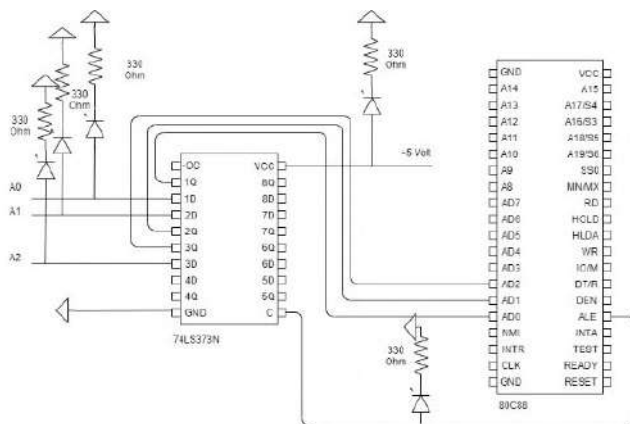 330
Ohm
330
Ohm
330
Ohm
330
Ohm
~5 Volt
A0
A1
A2
-OC VCC
1Q 8Q
1D 8D
2D 7D
2Q 7Q
3Q 6Q
3D 6D
4D 5D
4Q 5Q
GND C
74LS373N
330
Ohm
GND VCC
A14 A15
A13 A17/S4
A12 A16/S3
A11 A18/S5
A10 A19/S6
A9 SS0
A8 MN/MX
AD7 RD
AD6 HOLD
AD5 HLDA
AD4 WR
AD3 IO/M
AD2 DT/R
AD1 DEN
AD0 ALE
NMI INTA
INTR TEST
CLK READY
GND RESET
80C88